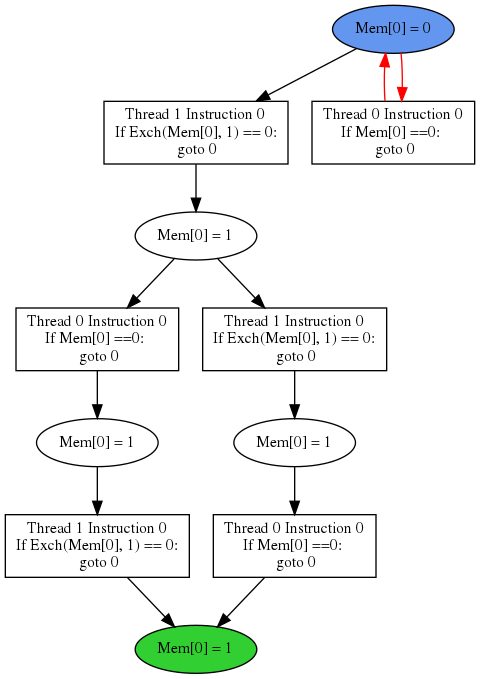 Mem[0] = 0
Thread 1 Instruction 0
If Exch(Mem[0], 1) == 0:
goto 0
Thread 0 Instruction 0
If Mem[0] ==0:
goto 0
Mem[0] = 1
Thread 0 Instruction 0
If Mem[0] ==0:
goto 0
Thread 1 Instruction 0
If Exch(Mem[0], 1) == 0:
goto 0
Mem[0] = 1
Mem[0] = 1
Thread 1 Instruction 0
If Exch(Mem[0], 1) == 0:
goto 0
Thread 0 Instruction 0
If Mem[0] ==0:
goto 0
Mem[0] = 1